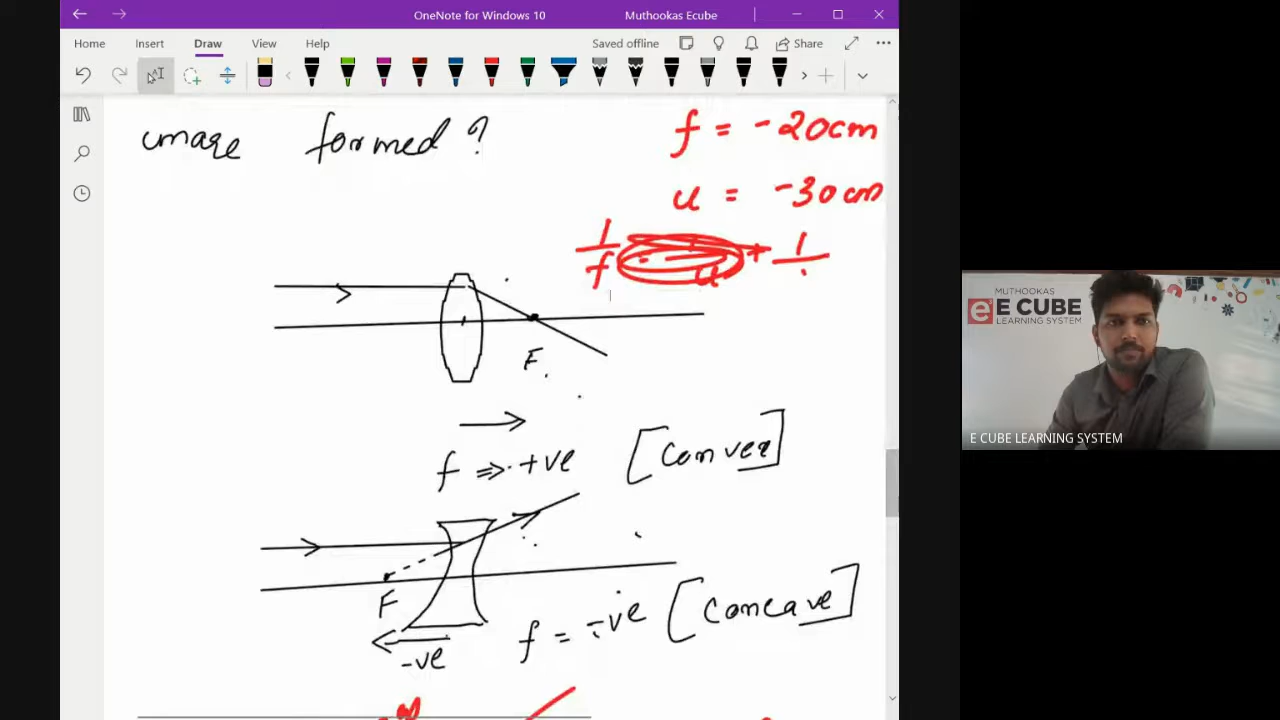 OneNote for Windows 10
Muthookas Ecube
Home Insert Draw View Help
Saved offline
Share
formed ?
f = -20cm
u = -30cm
1/f
u + 1/
F
f ⇒ +ve [Convex]
F
-ve
f = -ve [Concave]
MUTHOOKAS
e E CUBE
LEARNING SYSTEM
E CUBE LEARNING SYSTEM